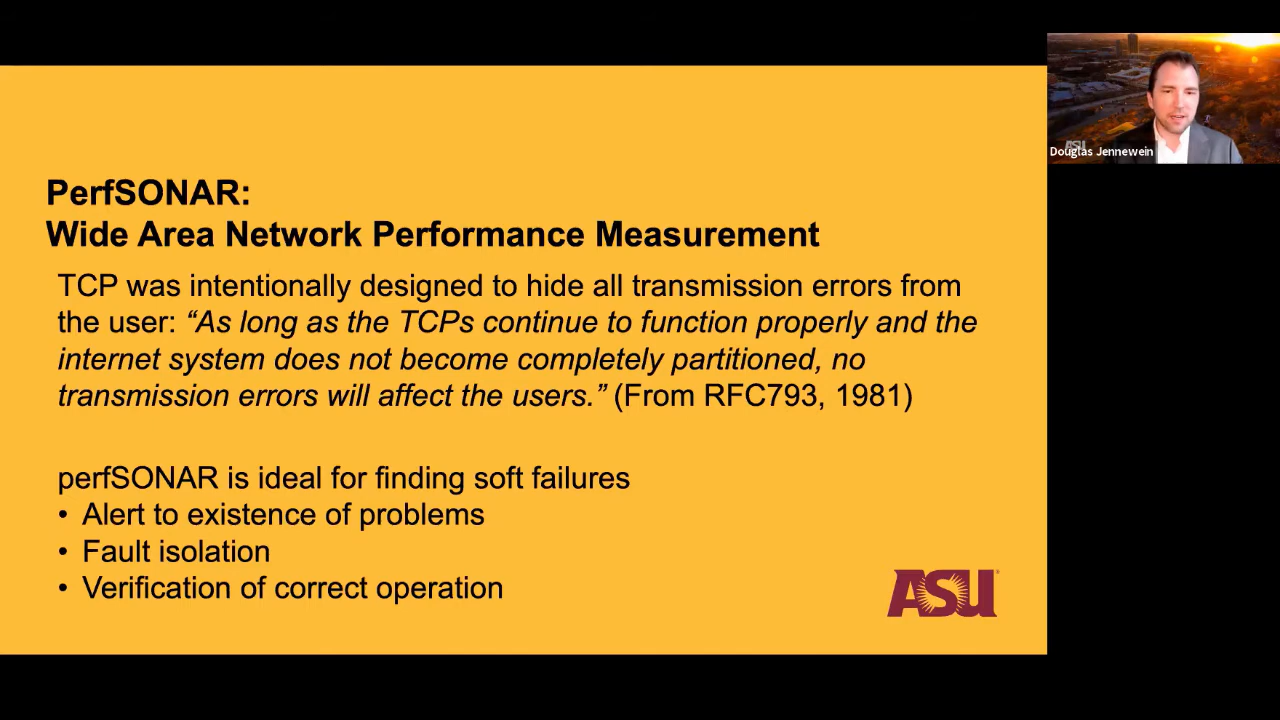 PerfSONAR:
Wide Area Network Performance Measurement
TCP was intentionally designed to hide all transmission errors from
the user: “As long as the TCPs continue to function properly and the
internet system does not become completely partitioned, no
transmission errors will affect the users.” (From RFC793, 1981)
perfSONAR is ideal for finding soft failures
• Alert to existence of problems
• Fault isolation
• Verification of correct operation
ASU
ASU
Douglas Jennewein